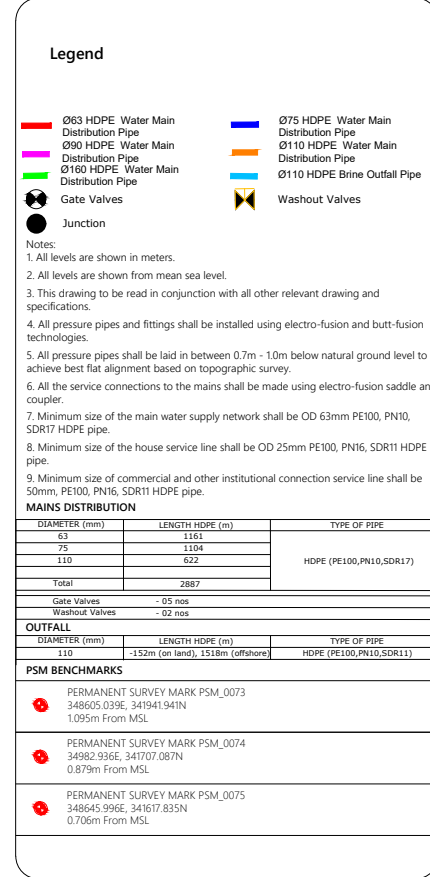 Legend
Ø63 HDPE Water Main
Distribution Pipe
Ø75 HDPE Water Main
Distribution Pipe
Ø90 HDPE Water Main
Distribution Pipe
Ø110 HDPE Water Main
Distribution Pipe
Ø160 HDPE Water Main
Distribution Pipe
Ø110 HDPE Brine Outfall Pipe
Gate Valves
Washout Valves
Junction
Notes:
1. All levels are shown in meters.
2. All levels are shown from mean sea level.
3. This drawing to be read in conjunction with all other relevant drawing and
specifications.
4. All pressure pipes and fittings shall be installed using electro-fusion and butt-fusion
technologies.
5. All pressure pipes shall be laid in between 0.7m - 1.0m below natural ground level to
achieve best flat alignment based on topographic survey.
6. All the service connections to the mains shall be made using electro-fusion saddle an
coupler.
7. Minimum size of the main water supply network shall be OD 63mm PE100, PN10,
SDR17 HDPE pipe.
8. Minimum size of the house service line shall be OD 25mm PE100, PN16, SDR11 HDPE
pipe.
9. Minimum size of commercial and other institutional connection service line shall be
50mm, PE100, PN16, SDR11 HDPE pipe.
MAINS DISTRIBUTION
DIAMETER (mm) LENGTH HDPE (m) TYPE OF PIPE
63 1161
75 1104
110 622 HDPE (PE100,PN10,SDR17)
Total 2887
Gate Valves - 05 nos
Washout Valves - 02 nos
OUTFALL
DIAMETER (mm) LENGTH HDPE (m) TYPE OF PIPE
110 -152m (on land), 1518m (offshore) HDPE (PE100,PN10,SDR11)
PSM BENCHMARKS
PERMANENT SURVEY MARK PSM_0073
348605.039E, 341941.941N
1.095m From MSL
PERMANENT SURVEY MARK PSM_0074
34982.936E, 341707.087N
0.879m From MSL
PERMANENT SURVEY MARK PSM_0075
348645.996E, 341617.835N
0.706m From MSL